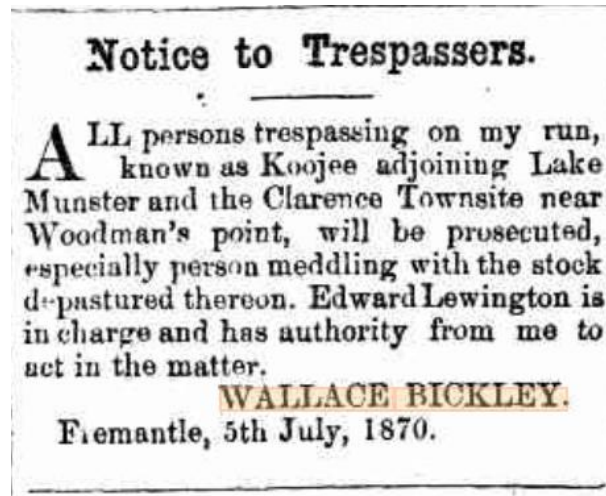 Notice to Trespassers.
ALL persons trespassing on my run,
known as Koojee adjoining Lake
Munster and the Clarence Townsite near
Woodman's point, will be prosecuted,
especially person meddling with the stock
depastured thereon. Edward Lewington is
in charge and has authority from me to
act in the matter.
WALLACE BICKLEY.
Fremantle, 5th July, 1870.